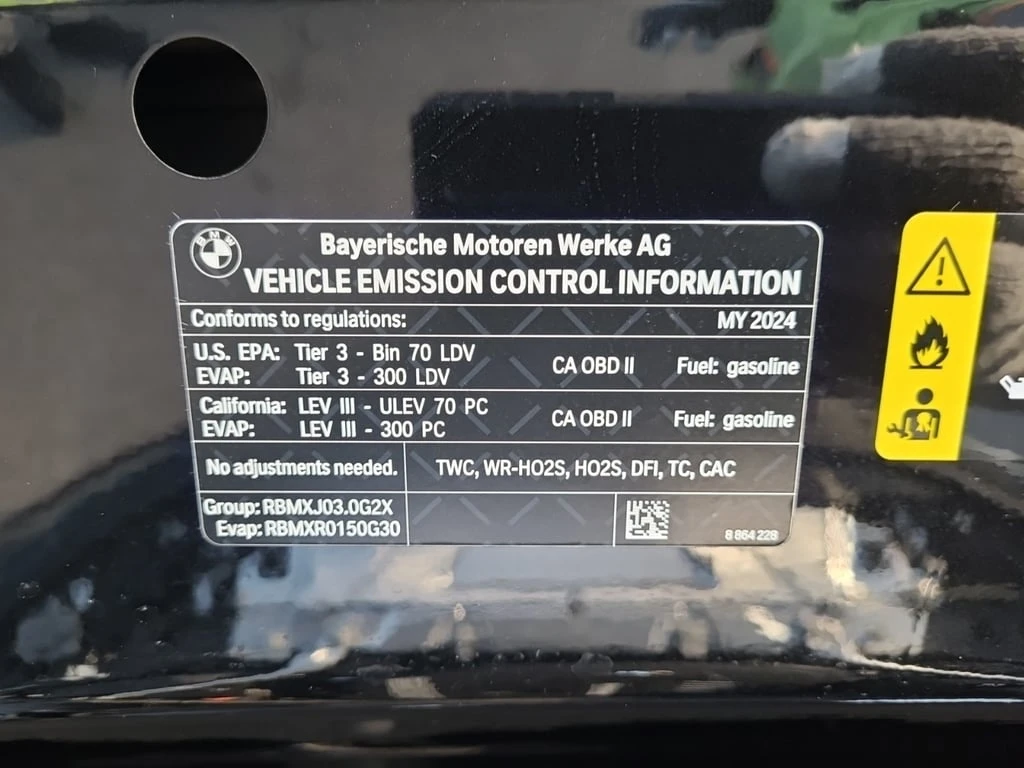 BMW
Bayerische Motoren Werke AG
VEHICLE EMISSION CONTROL INFORMATION
Conforms to regulations: MY 2024
U.S. EPA: Tier 3 - Bin 70 LDV CA OBD II Fuel: gasoline
EVAP: Tier 3 - 300 LDV
California: LEV III - ULEV 70 PC CA OBD II Fuel: gasoline
EVAP: LEV III - 300 PC
No adjustments needed. TWC, WR-HO2S, HO2S, DFI, TC, CAC
Group: RBMXJ03.0G2X
Evap: RBMXR0150G30
8 864 228